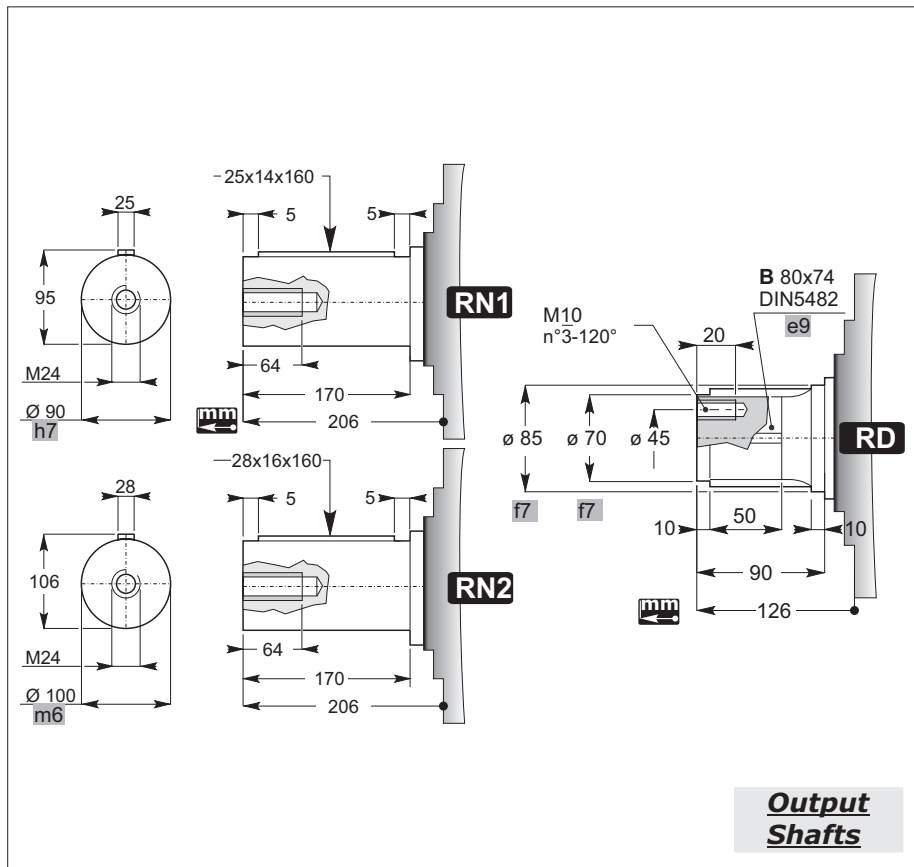 25x14x160
25
5
5
95
RN1
M24
64
Ø 90
170
h7
mm
206
28x16x160
28
5
5
106
RN2
M24
64
Ø 100
170
m6
206
B 80x74
DIN5482
e9
M10
n°3-120°
20
RD
ø 85
ø 70
ø 45
f7
f7
10
50
10
90
mm
126
Output
Shafts